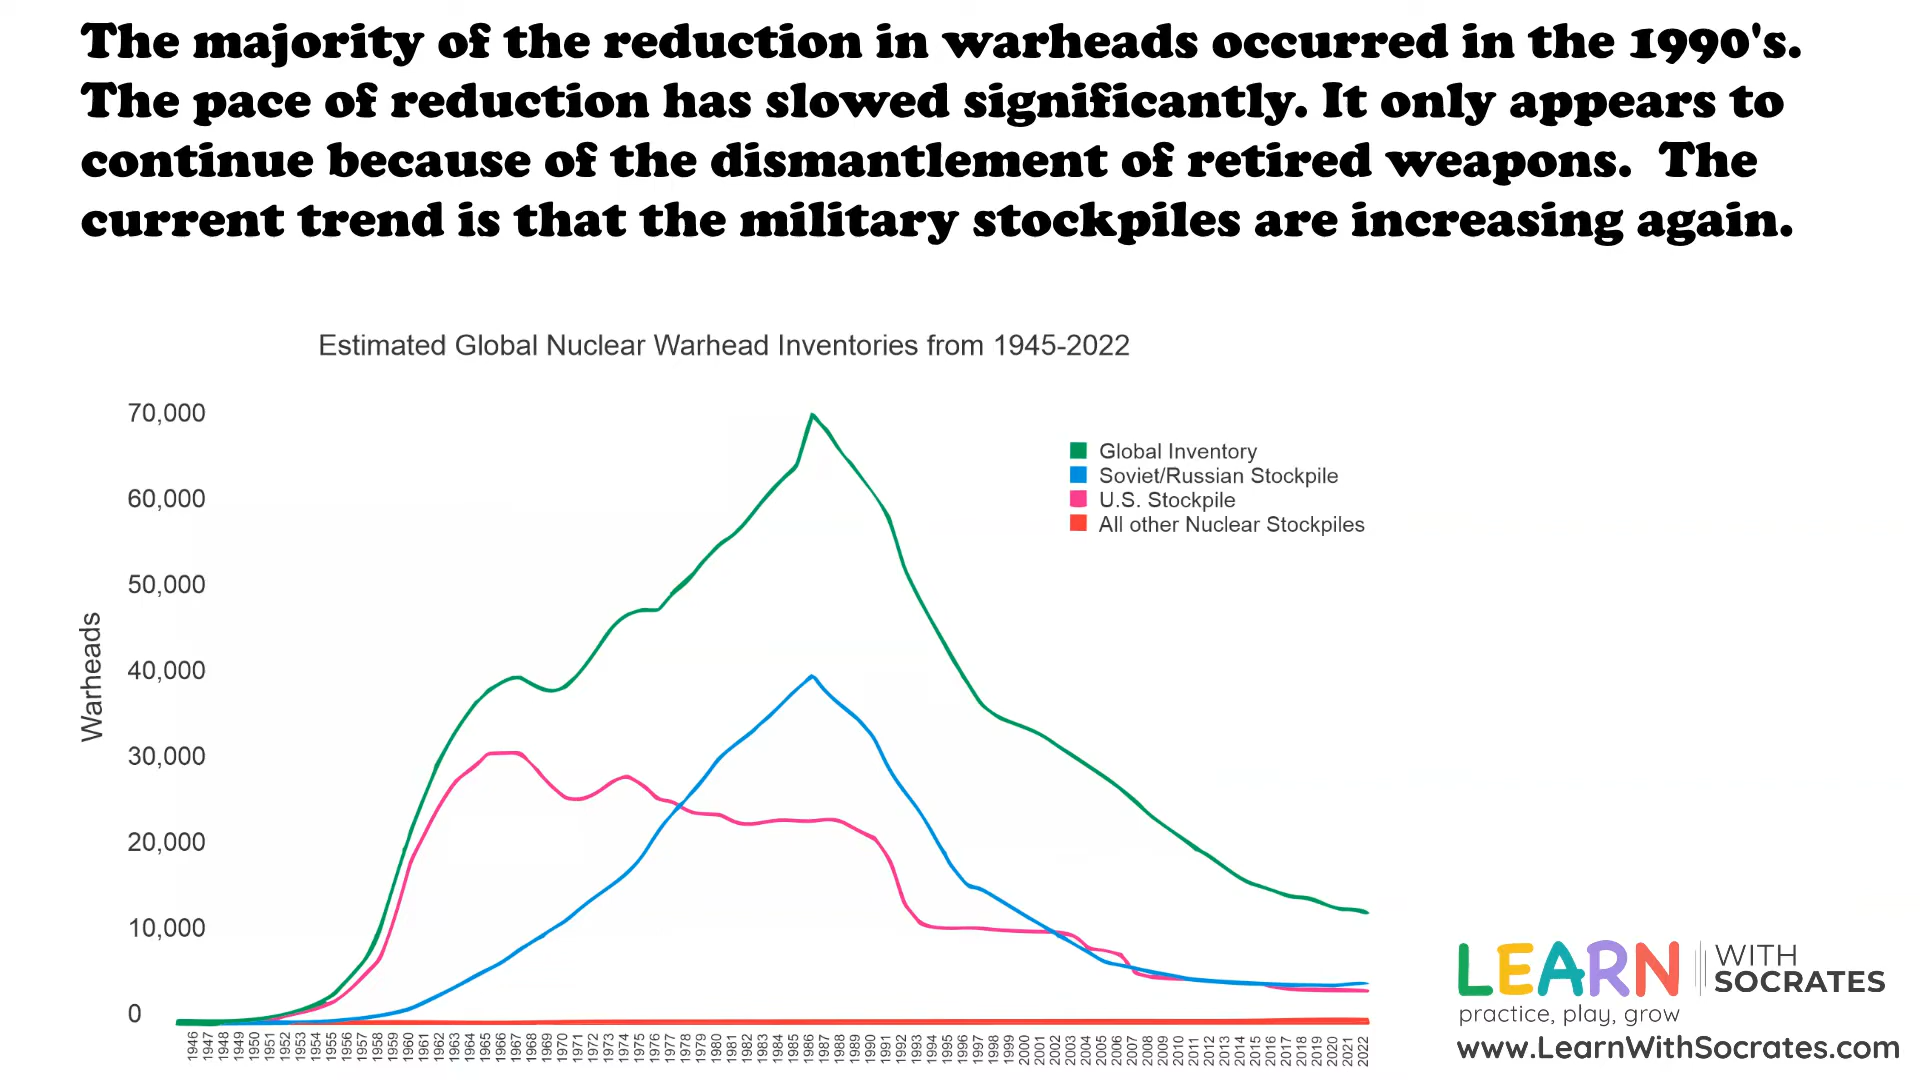 The majority of the reduction in warheads occurred in the 1990's.
The pace of reduction has slowed significantly. It only appears to
continue because of the dismantlement of retired weapons.  The
current trend is that the military stockpiles are increasing again.
Estimated Global Nuclear Warhead Inventories from 1945-2022
70,000
60,000
50,000
40,000
30,000
20,000
10,000
0
Warheads
Global Inventory
Soviet/Russian Stockpile
U.S. Stockpile
All other Nuclear Stockpiles
1946 1947 1948 1949 1950 1951 1952 1953 1954 1955 1956 1957 1958 1959 1960 1961 1962 1963 1964 1965 1966 1967 1968 1969 1970 1971 1972 1973 1974 1975 1976 1977 1978 1979 1980 1981 1982 1983 1984 1985 1986 1987 1988 1989 1990 1991 1992 1993 1994 1995 1996 1997 1998 1999 2000 2001 2002 2003 2004 2005 2006 2007 2008 2009 2010 2011 2012 2013 2014 2015 2016 2017 2018 2019 2020 2021 2022
LEARN WITH
SOCRATES
practice, play, grow
www.LearnWithSocrates.com